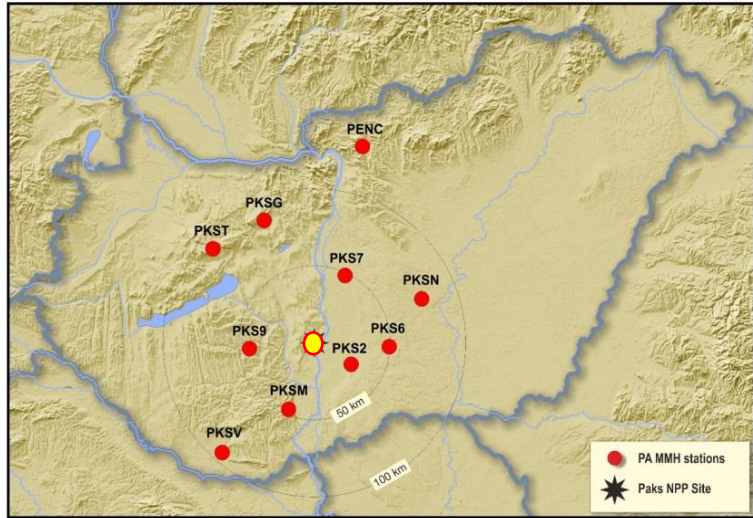 PENC
PKSG
PKST
PKS7
PKSN
PKS9
PKS6
PKS2
PKSM
50 km
PKSV
100 km
PA MMH stations
Paks NPP Site